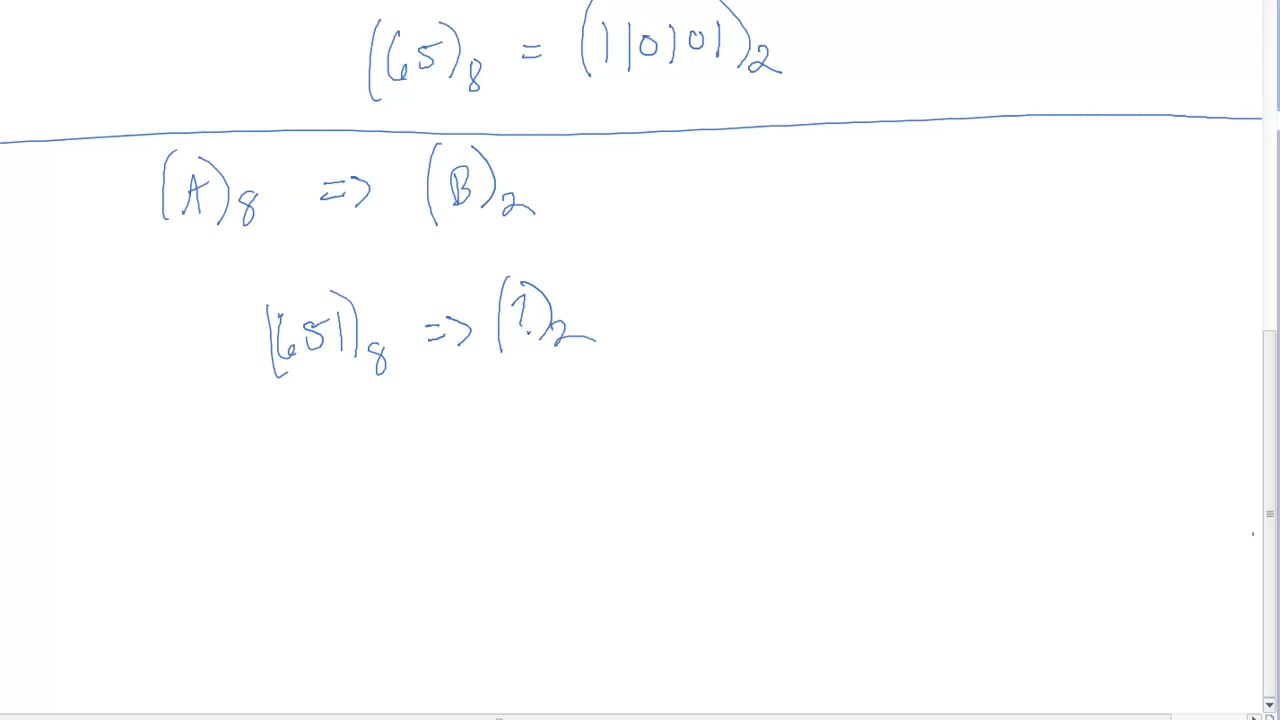 (65)8 = (110101)2
(A)8 => (B)2
(651)8 => (?)2